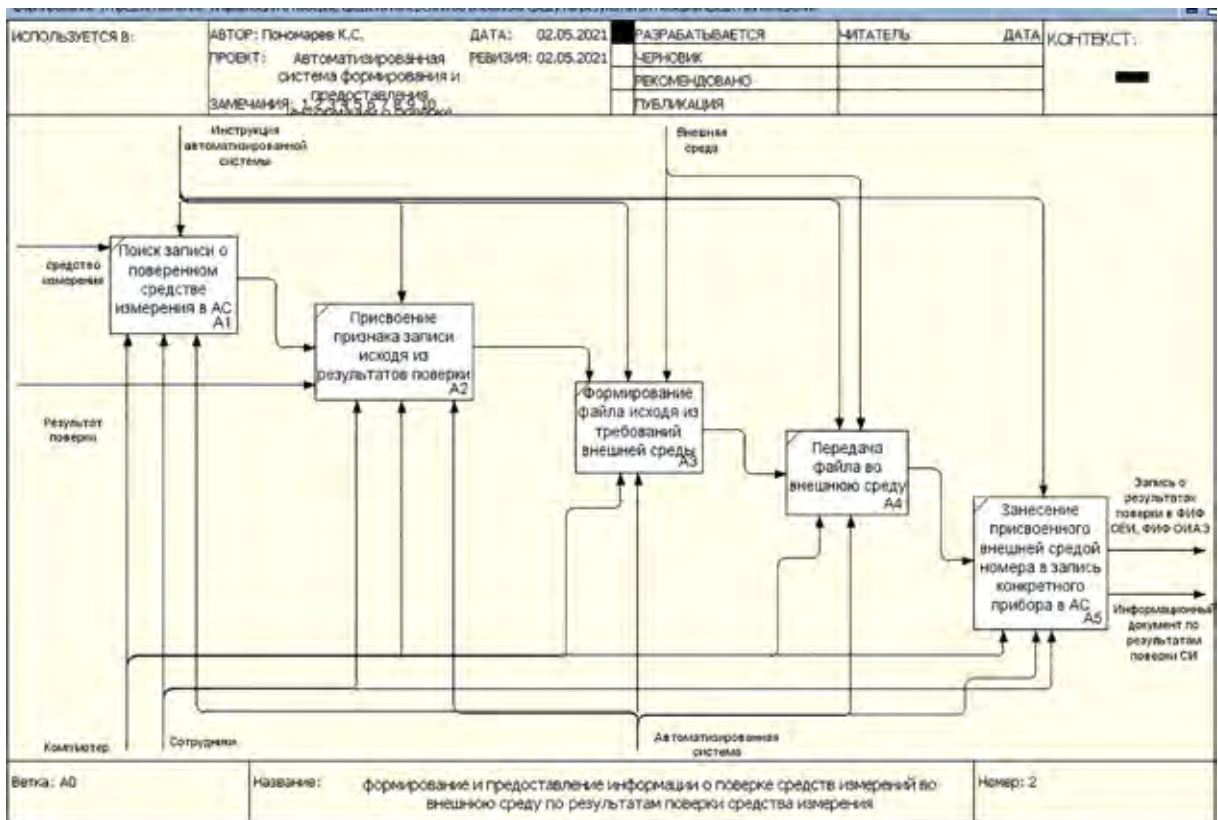 ИСПОЛЬЗУЕТСЯ В:
АВТОР: Пономарев К.С.
ДАТА: 02.05.2021
РАЗРАБАТЫВАЕТСЯ
ЧИТАТЕЛЬ
ДАТА
КОНТЕКСТ:
ПРОЕКТ: Автоматизированная
система формирования и
предоставления
РЕВИЗИЯ: 02.05.2021
ЧЕРНОВИК
РЕКОМЕНДОВАНО
ЗАМЕЧАНИЯ: 1 2 3 4 5 6 7 8 9 10
ПУБЛИКАЦИЯ
Инструкция
автоматизированной
системы
Внешняя
среда
средство
измерения
Поиск записи о
поверенном
средстве
измерения в АС
A1
Присвоение
признака записи
исходя из
результатов поверки
A2
Результат
поверки
Формирование
файла исходя из
требований
внешней среды
A3
Передача
файла во
внешнюю среду
A4
Занесение
присвоенного
внешней средой
номера в запись
конкретного
прибора в АС
A5
Запись о
результатах
поверки в ФИФ
ОЕИ, ФИФ ОИАЭ
Информационный
документ по
результатам
поверки СИ
Компьютер
Сотрудники
Автоматизированная
система
Ветка: A0
Название:
формирование и предоставление информации о поверке средств измерений во
внешнюю среду по результатам поверки средства измерения
Номер: 2